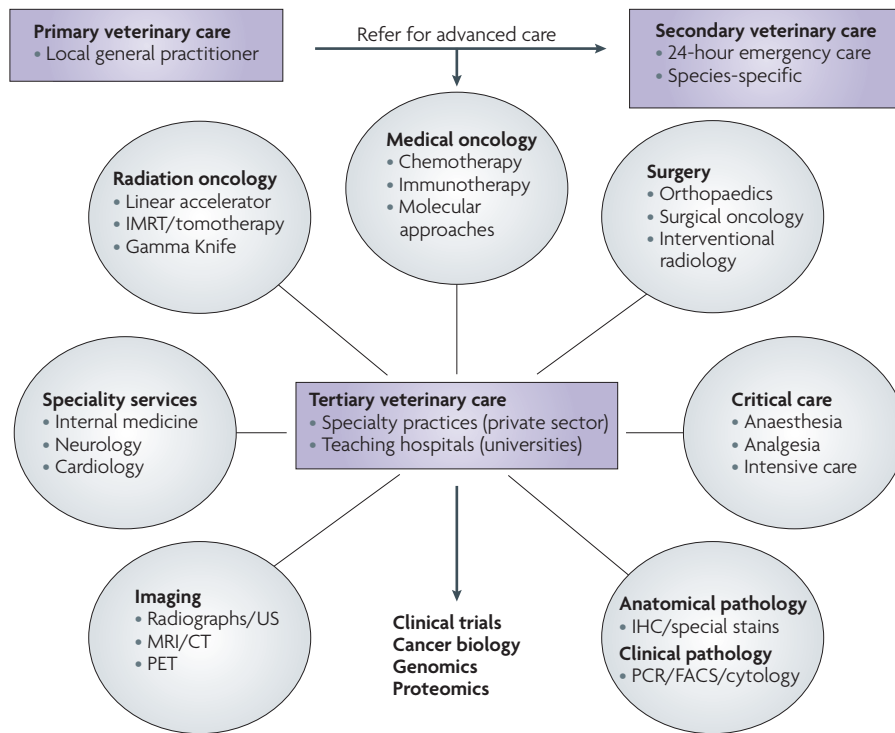 Primary veterinary care
• Local general practitioner
Refer for advanced care
Secondary veterinary care
• 24-hour emergency care
• Species-specific
Medical oncology
• Chemotherapy
• Immunotherapy
• Molecular
approaches
Radiation oncology
• Linear accelerator
• IMRT/tomotherapy
• Gamma Knife
Surgery
• Orthopaedics
• Surgical oncology
• Interventional
radiology
Speciality services
• Internal medicine
• Neurology
• Cardiology
Tertiary veterinary care
• Specialty practices (private sector)
• Teaching hospitals (universities)
Critical care
• Anaesthesia
• Analgesia
• Intensive care
Imaging
• Radiographs/US
• MRI/CT
• PET
Clinical trials
Cancer biology
Genomics
Proteomics
Anatomical pathology
• IHC/special stains
Clinical pathology
• PCR/FACS/cytology